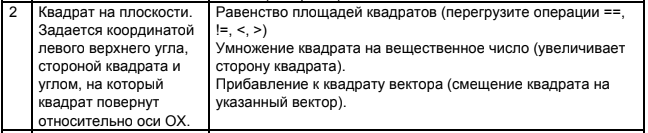 2
Квадрат на плоскости.
Задается координатой
левого верхнего угла,
стороной квадрата и
углом, на который
квадрат повернут
относительно оси OX.
Равенство площадей квадратов (перегрузите операции ==,
!=, <, >)
Умножение квадрата на вещественное число (увеличивает
сторону квадрата).
Прибавление к квадрату вектора (смещение квадрата на
указанный вектор).